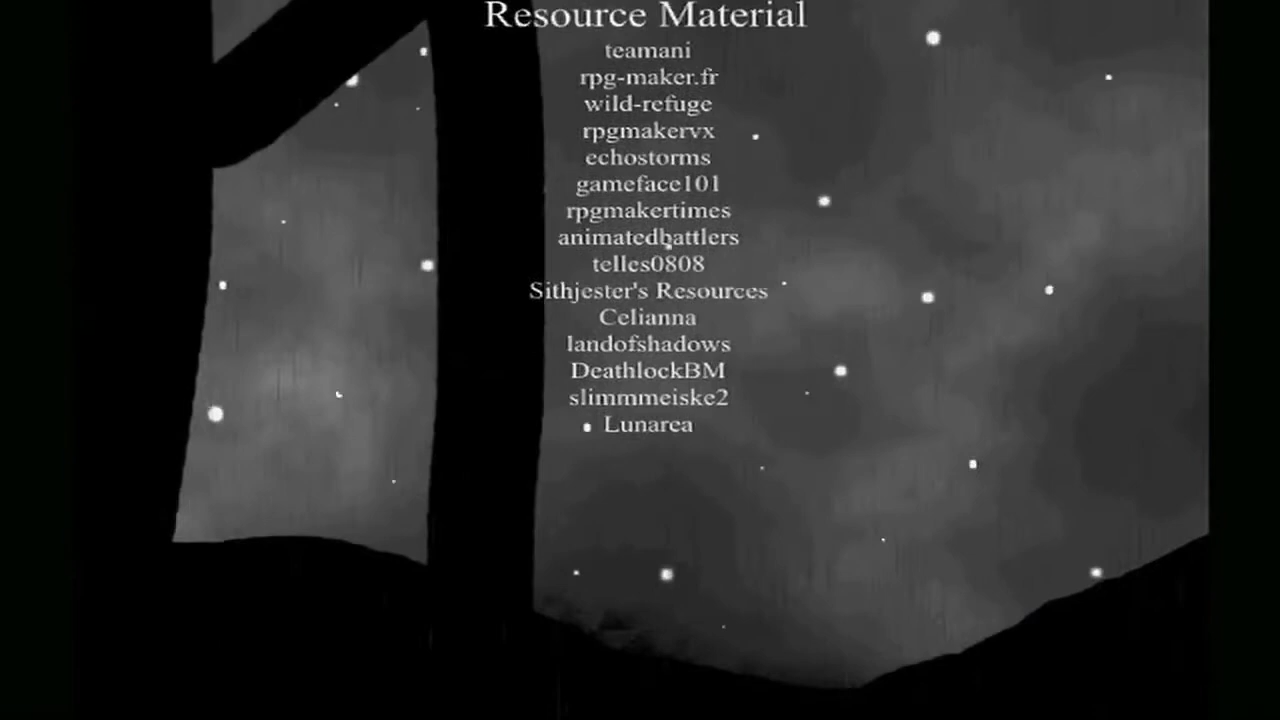 Resource Material
teamani
rpg-maker.fr
wild-refuge
rpgmakervx
echostorms
gameface101
rpgmakertimes
animatedbattlers
telles0808
Sithjester's Resources
Celianna
landofshadows
DeathlockBM
slimmmeiske2
Lunarea